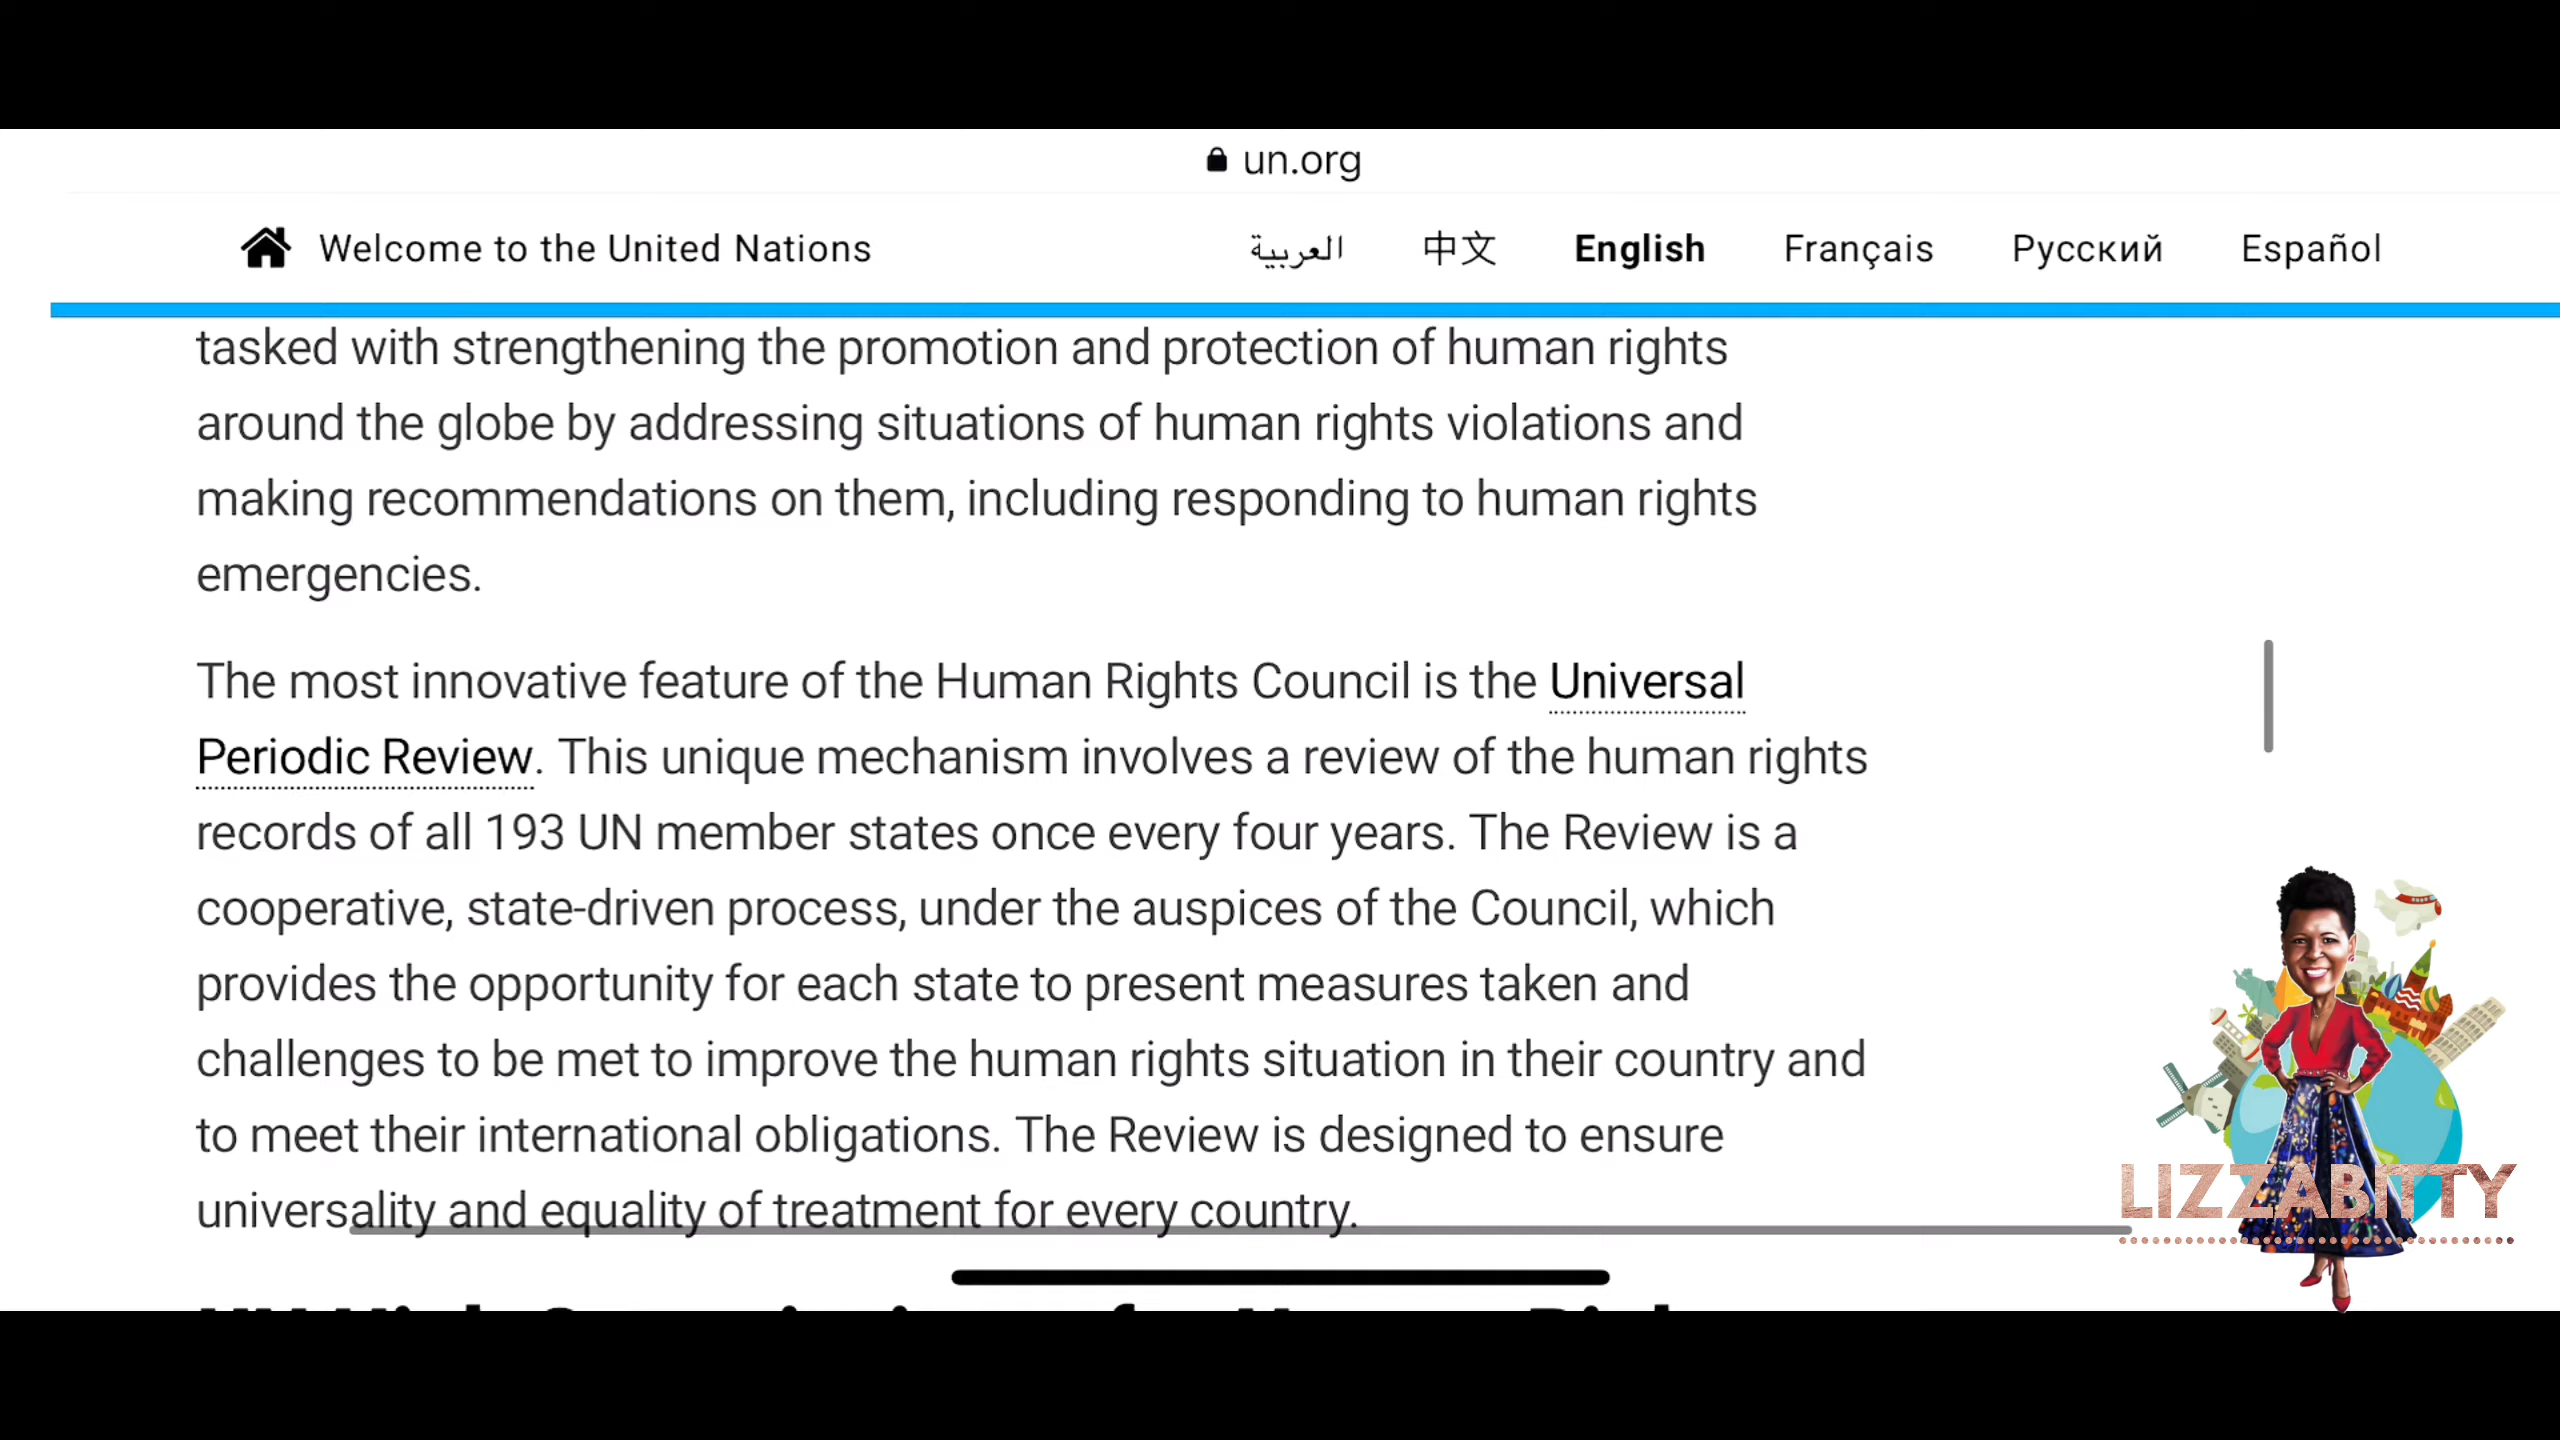 un.org
Welcome to the United Nations العربية 中文 English Français Русский Español
tasked with strengthening the promotion and protection of human rights
around the globe by addressing situations of human rights violations and
making recommendations on them, including responding to human rights
emergencies.
The most innovative feature of the Human Rights Council is the Universal
Periodic Review. This unique mechanism involves a review of the human rights
records of all 193 UN member states once every four years. The Review is a
cooperative, state-driven process, under the auspices of the Council, which
provides the opportunity for each state to present measures taken and
challenges to be met to improve the human rights situation in their country and
to meet their international obligations. The Review is designed to ensure
universality and equality of treatment for every country.
LIZZABITTY